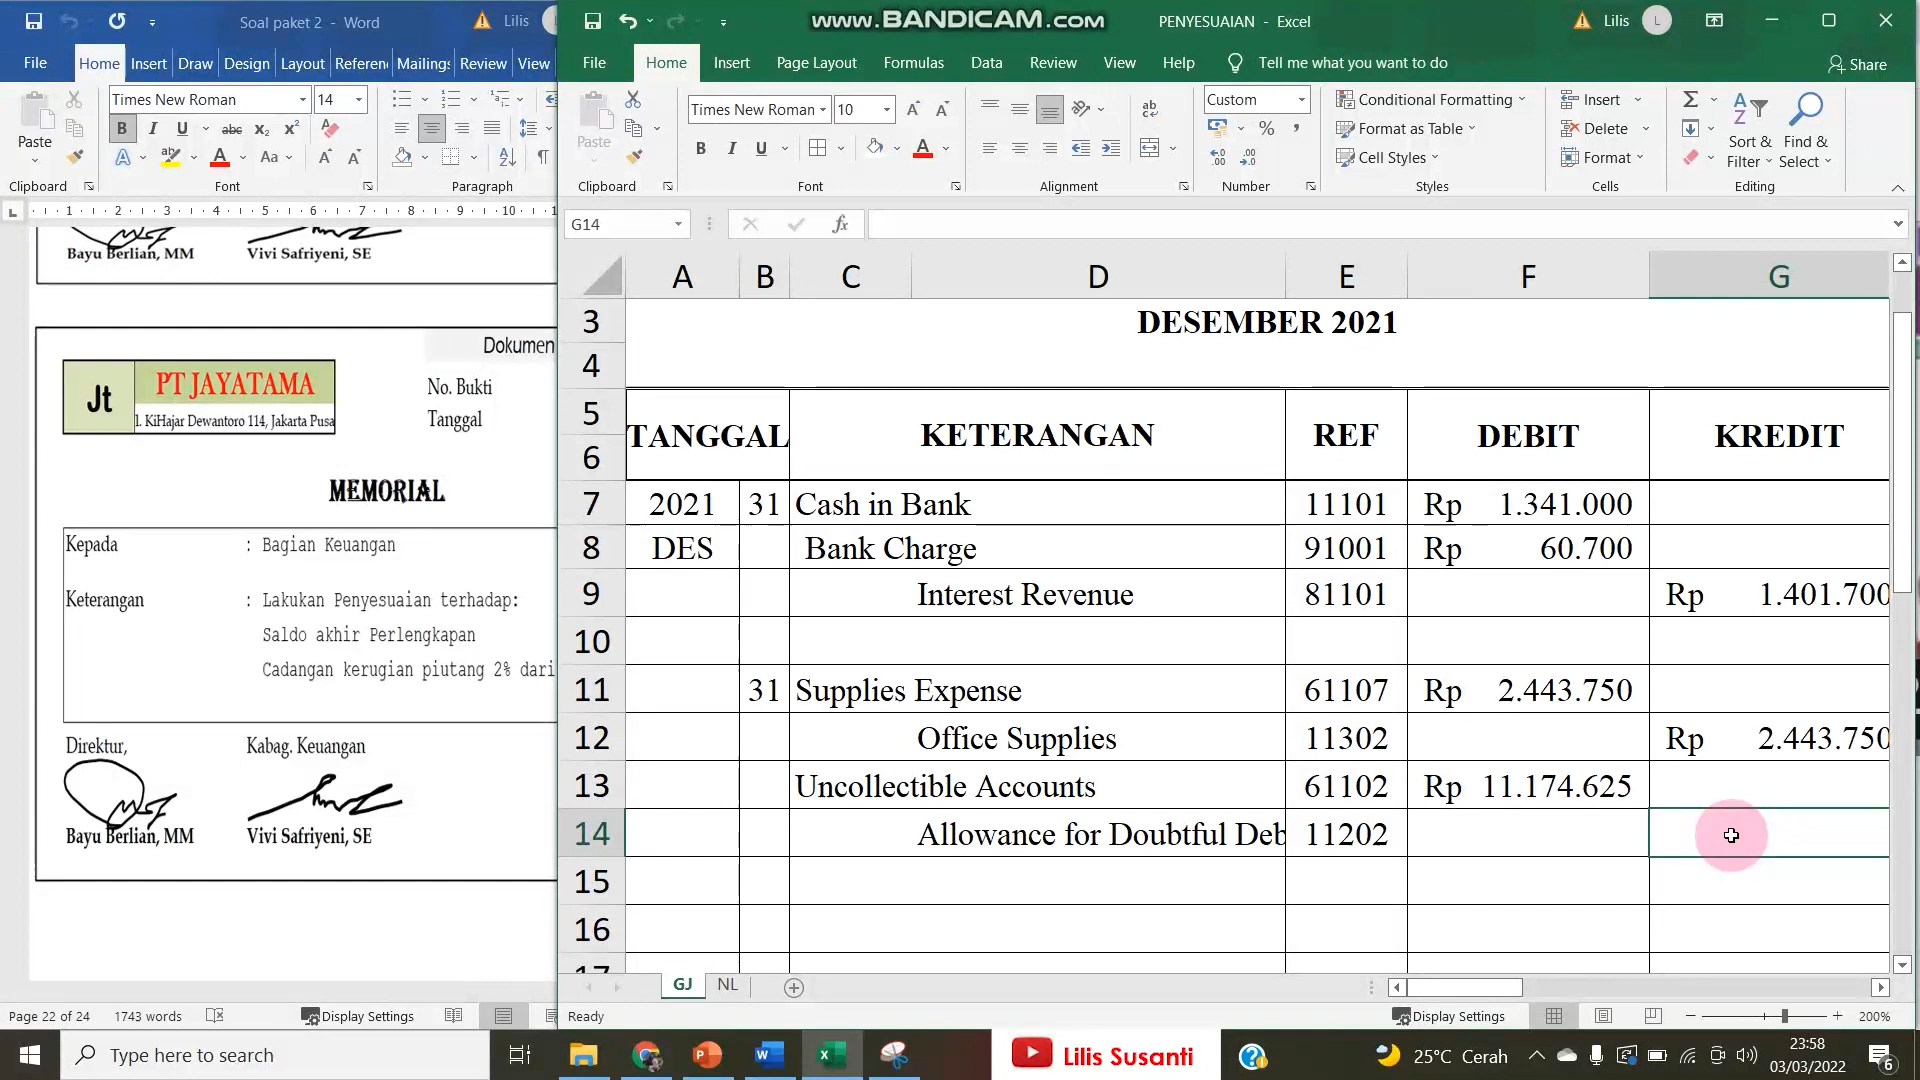 Soal paket 2 - Word
Lilis
File Home Insert Draw Design Layout Mailings Review View
Times New Roman 14
Paste
Clipboard Font Paragraph
Bayu Berlian, MM Vivi Safriyeni, SE
Dokumen
Jt PT JAYATAMA
l. KiHajar Dewantoro 114, Jakarta Pusa
No. Bukti
Tanggal
MEMORIAL
Kepada : Bagian Keuangan
Keterangan : Lakukan Penyesuaian terhadap:
Saldo akhir Perlengkapan
Cadangan kerugian piutang 2% dari
Direktur, Kabag. Keuangan
Bayu Berlian, MM Vivi Safriyeni, SE
Page 22 of 24 1743 words Display Settings
www.BANDICAM.com
PENYESUAIAN - Excel
Lilis L
File Home Insert Page Layout Formulas Data Review View Help Tell me what you want to do Share
Times New Roman 10
Custom
Conditional Formatting
Format as Table
Cell Styles
Insert
Delete
Format
Sort & Filter
Find & Select
Paste
Clipboard Font Alignment Number Styles Cells Editing
G14 fx
A B C D E F G
3 DESEMBER 2021
4
5
6
TANGGAL KETERANGAN REF DEBIT KREDIT
7 2021 31 Cash in Bank 11101 Rp 1.341.000
8 DES Bank Charge 91001 Rp 60.700
9 Interest Revenue 81101 Rp 1.401.700
10
11 31 Supplies Expense 61107 Rp 2.443.750
12 Office Supplies 11302 Rp 2.443.750
13 Uncollectible Accounts 61102 Rp 11.174.625
14 Allowance for Doubtful Deb 11202
15
16
17
GJ NL
Ready Display Settings 200%
Type here to search
Lilis Susanti
25°C Cerah
23:58
03/03/2022
6